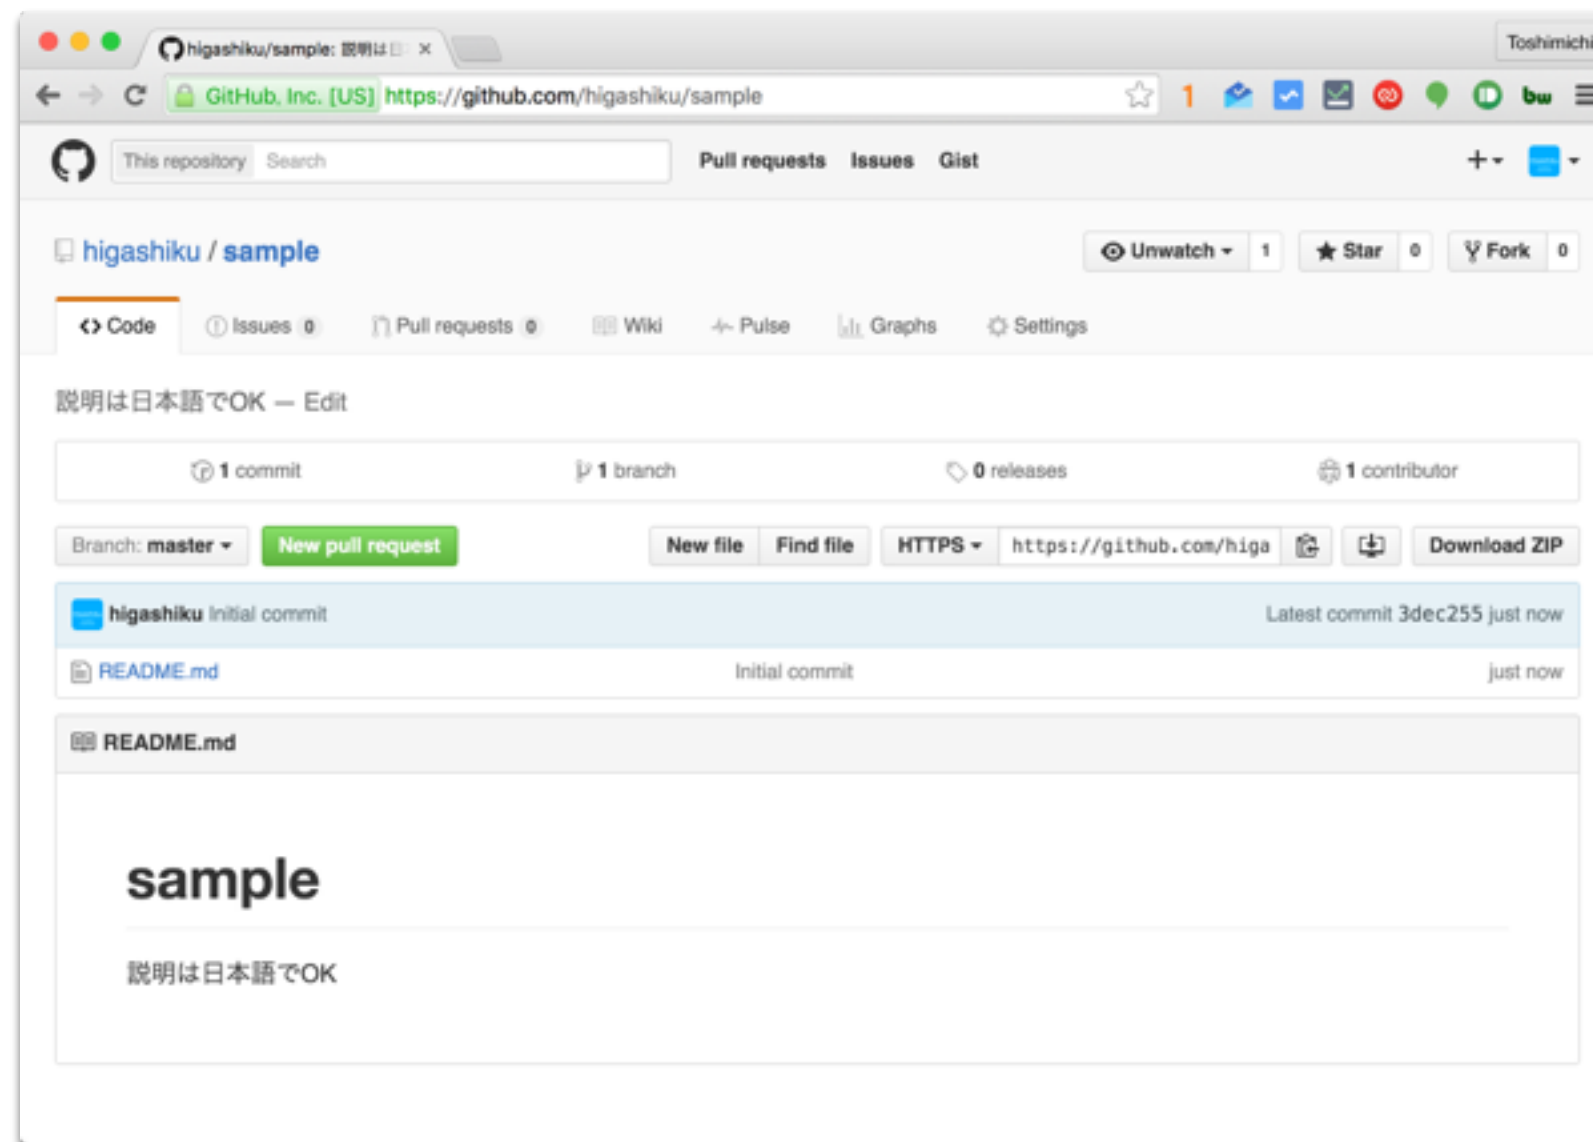 higashiku/sample: 説明は日
Toshimichi
GitHub, Inc. [US] https://github.com/higashiku/sample
This repository Search Pull requests Issues Gist
higashiku / sample Unwatch 1 Star 0 Fork 0
Code Issues 0 Pull requests 0 Wiki Pulse Graphs Settings
説明は日本語でOK — Edit
1 commit 1 branch 0 releases 1 contributor
Branch: master New pull request New file Find file HTTPS https://github.com/higa Download ZIP
higashiku Initial commit Latest commit 3dec255 just now
README.md Initial commit just now
README.md
sample
説明は日本語でOK